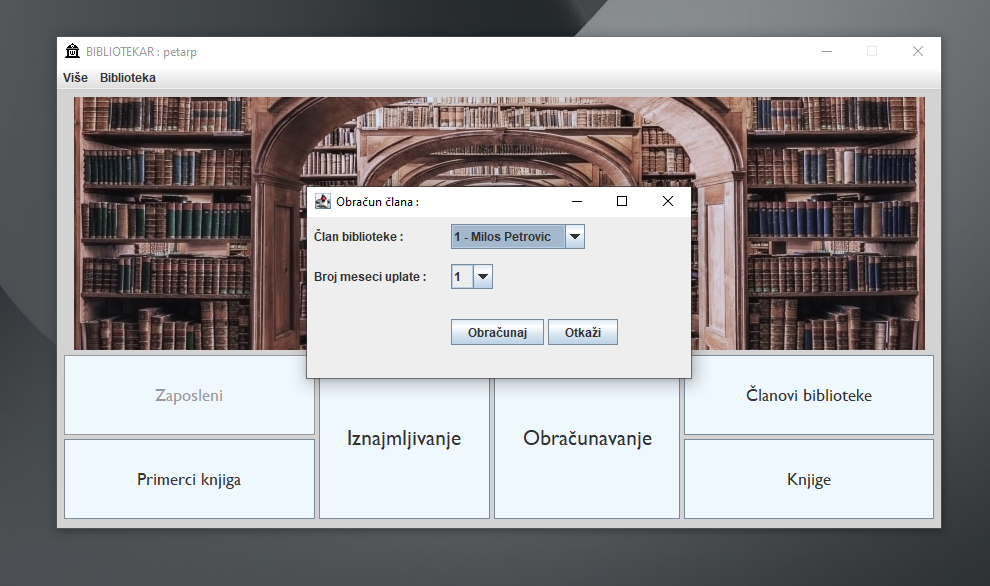 BIBLIOTEKAR : petarp
Više Biblioteka
Obračun člana :
Član biblioteke : 1 - Milos Petrovic
Broj meseci uplate : 1
Obračunaj Otkaži
Zaposleni
Iznajmljivanje
Obračunavanje
Članovi biblioteke
Primerci knjiga
Knjige